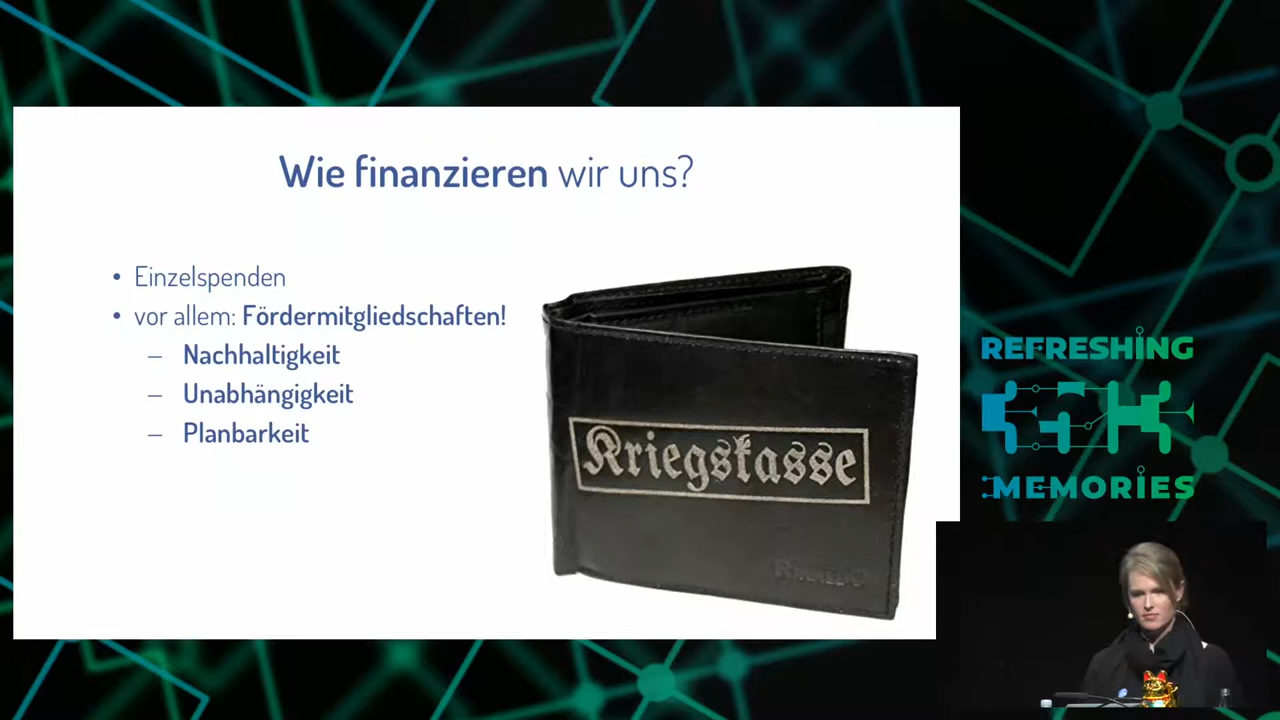 Wie finanzieren wir uns?
• Einzelspenden
• vor allem: Fördermitgliedschaften!
– Nachhaltigkeit
– Unabhängigkeit
– Planbarkeit
Kriegskasse
REFRESHING
MEMORIES